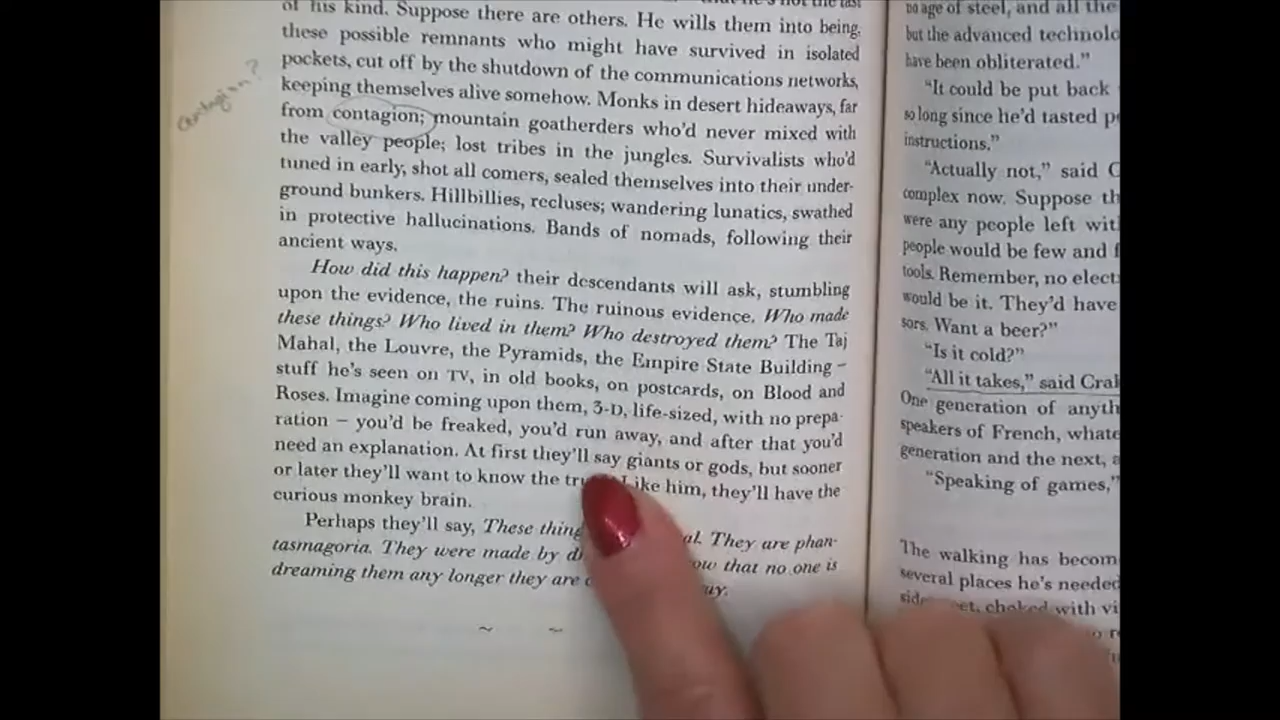 of his kind. Suppose there are others. He wills them into being,
these possible remnants who might have survived in isolated
pockets, cut off by the shutdown of the communications networks,
keeping themselves alive somehow. Monks in desert hideaways, far
from contagion; mountain goatherders who'd never mixed with
the valley people; lost tribes in the jungles. Survivalists who'd
tuned in early, shot all comers, sealed themselves into their under-
ground bunkers. Hillbillies, recluses; wandering lunatics, swathed
in protective hallucinations. Bands of nomads, following their
ancient ways.
How did this happen? their descendants will ask, stumbling
upon the evidence, the ruins. The ruinous evidence. Who made
these things? Who lived in them? Who destroyed them? The Taj
Mahal, the Louvre, the Pyramids, the Empire State Building –
stuff he's seen on TV, in old books, on postcards, on Blood and
Roses. Imagine coming upon them, 3-D, life-sized, with no prepa-
ration – you'd be freaked, you'd run away, and after that you'd
need an explanation. At first they'll say giants or gods, but sooner
or later they'll want to know the Like him, they'll have the
curious monkey brain.
Perhaps they'll say, These They are phan-
tasmagoria. They were made by that no one is
dreaming them any longer they are
~ ~
contagion?
no age of steel, and all the
but the advanced
have been obliterated."
"It could be put back
so long since he'd tasted
instructions."
"Actually not," said
complex now. Suppose
were any people left
people would be few and
tools. Remember, no
would be it. They'd have
sors. Want a beer?"
"Is it cold?"
"All it takes," said
One generation of
speakers of French,
generation and the next,
"Speaking of games,"
The walking has
several places he's needed
choked with